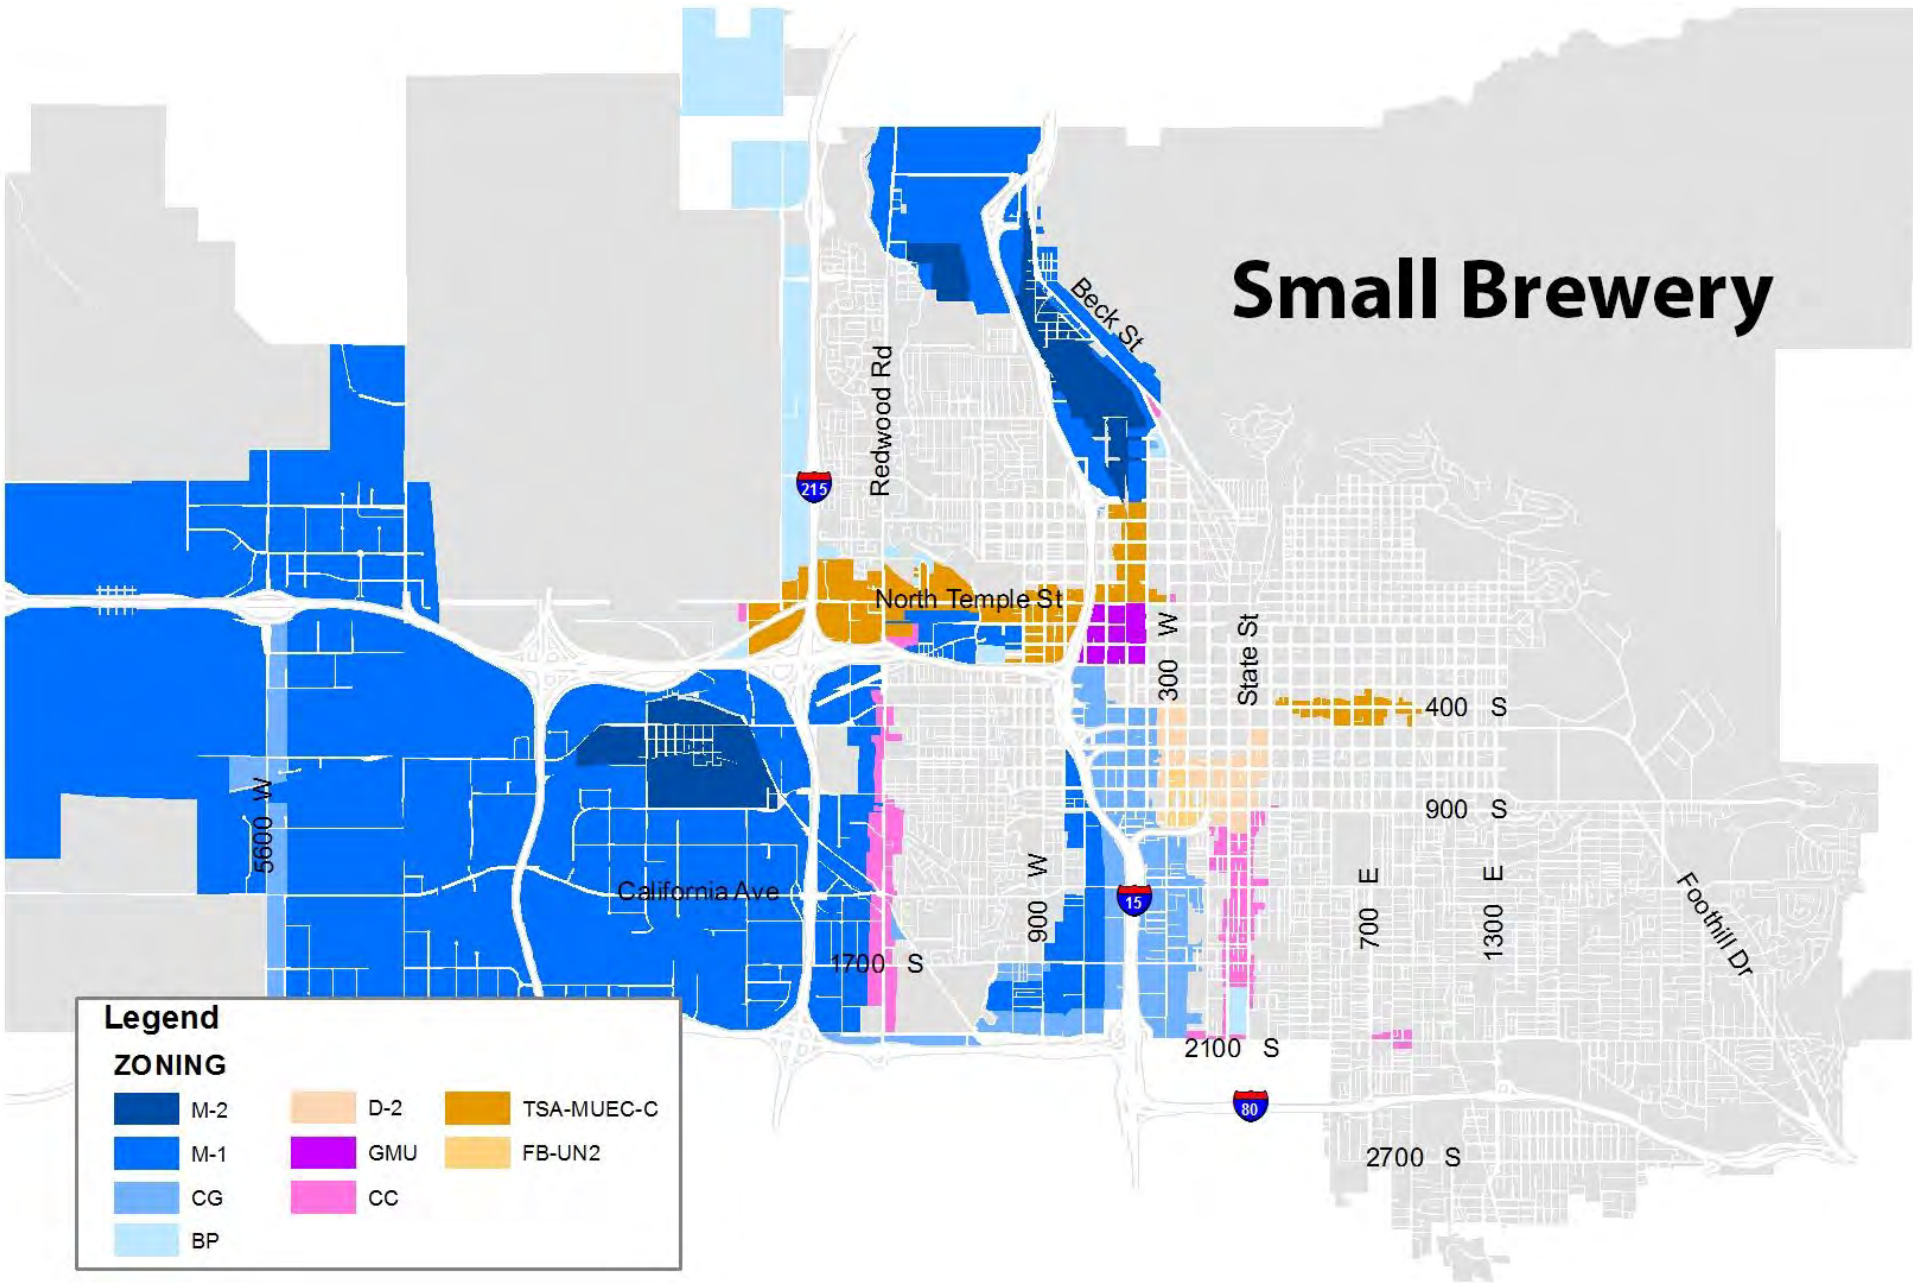 Small Brewery
Beck St
Redwood Rd
215
North Temple St
300 W
State St
400 S
5600 W
900 S
California Ave
900 W
15
700 E
1300 E
Foothill Dr
1700 S
2100 S
80
2700 S
Legend
ZONING
M-2
M-1
CG
BP
D-2
GMU
CC
TSA-MUEC-C
FB-UN2